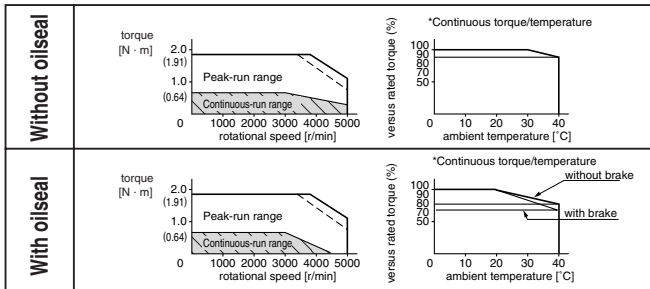 Without oilseal
torque
[N · m]
2.0
(1.91)
1.0
(0.64)
0
Peak-run range
Continuous-run range
1000 2000 3000 4000 5000
rotational speed [r/min]
*Continuous torque/temperature
versus rated torque (%)
100
90
80
70
50
0 10 20 30 40
ambient temperature [˚C]
With oilseal
torque
[N · m]
2.0
(1.91)
1.0
(0.64)
0
Peak-run range
Continuous-run range
1000 2000 3000 4000 5000
rotational speed [r/min]
*Continuous torque/temperature
versus rated torque (%)
without brake
100
90
80
70
50
with brake
0 10 20 30 40
ambient temperature [˚C]